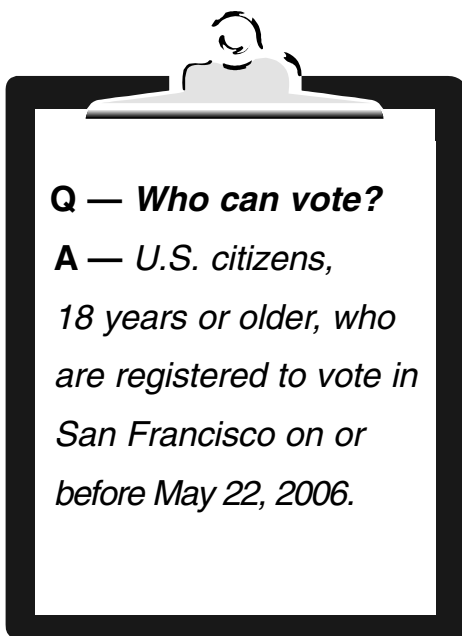 Q — Who can vote?
A — U.S. citizens,
18 years or older, who
are registered to vote in
San Francisco on or
before May 22, 2006.